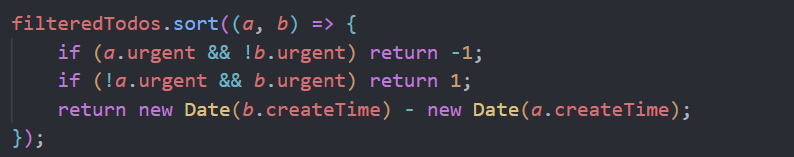 filteredTodos.sort((a, b) => {
    if (a.urgent && !b.urgent) return -1;
    if (!a.urgent && b.urgent) return 1;
    return new Date(b.createTime) - new Date(a.createTime);
});